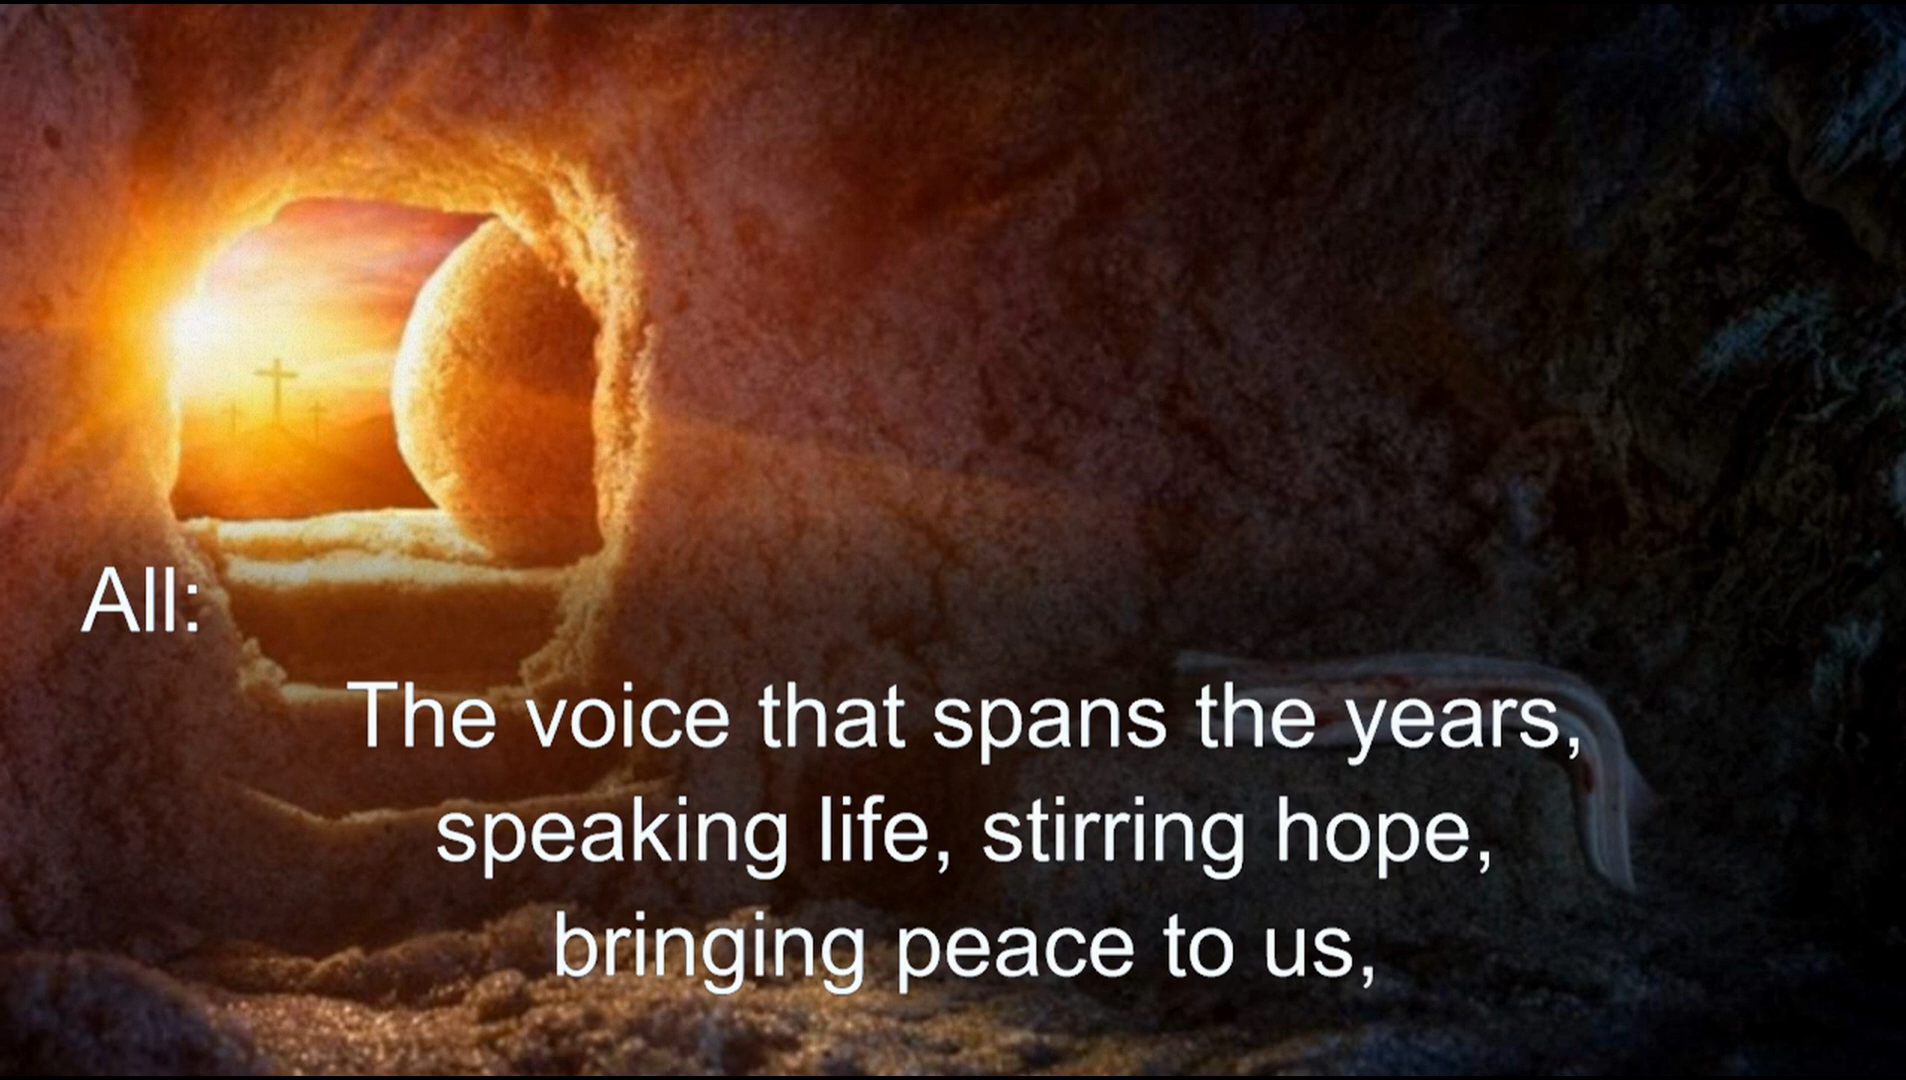 All:
The voice that spans the years,
speaking life, stirring hope,
bringing peace to us,